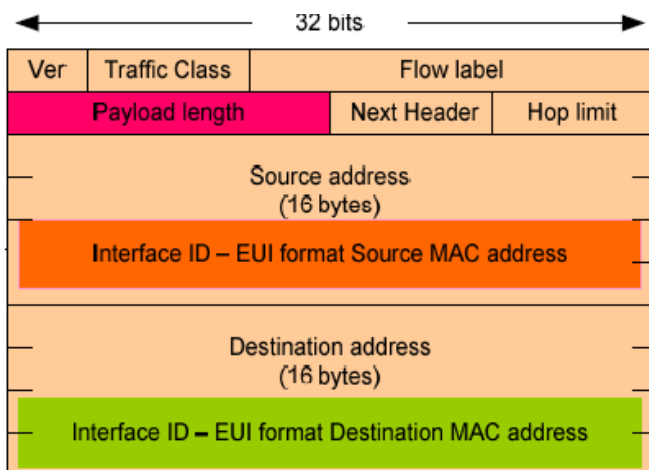 32 bits
Ver Traffic Class Flow label
Payload length Next Header Hop limit
Source address
(16 bytes)
Interface ID – EUI format Source MAC address
Destination address
(16 bytes)
Interface ID – EUI format Destination MAC address